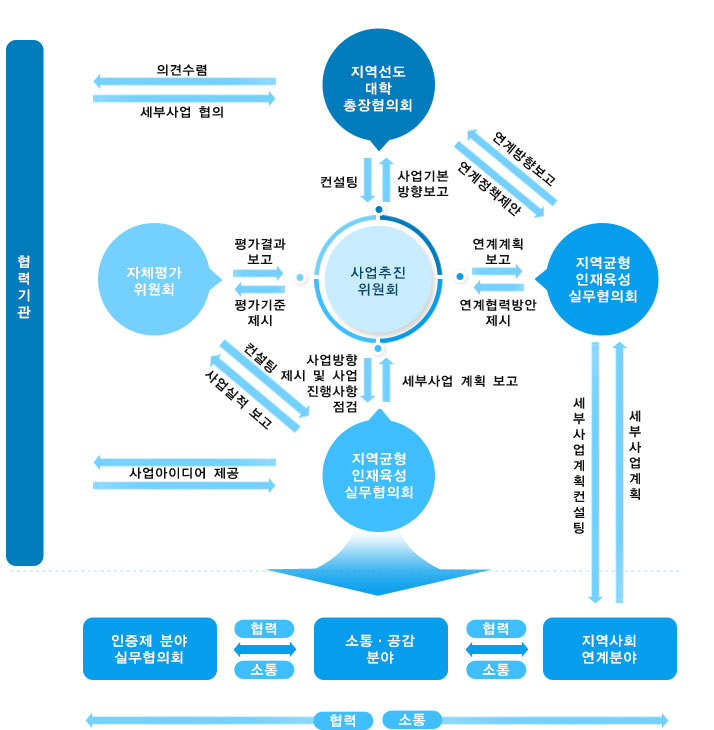 지역선도
대학
총장협의회
의견수렴
세부사업 협의
컨설팅
사업기본
방향보고
연계방향보고
연계정책제안
협
력
기
관
자체평가
위원회
평가결과
보고
평가기준
제시
사업추진
위원회
연계계획
보고
연계협력방안
제시
지역균형
인재육성
실무협의회
컨설팅
사업실적 보고
사업방향
제시 및 사업
진행사항
점검
세부사업 계획 보고
세
부
사
업
계
획
컨
설
팅
세
부
사
업
계
획
사업아이디어 제공
지역균형
인재육성
실무협의회
인증제 분야
실무협의회
협력
소통
소통 · 공감
분야
협력
소통
지역사회
연계분야
협력
소통